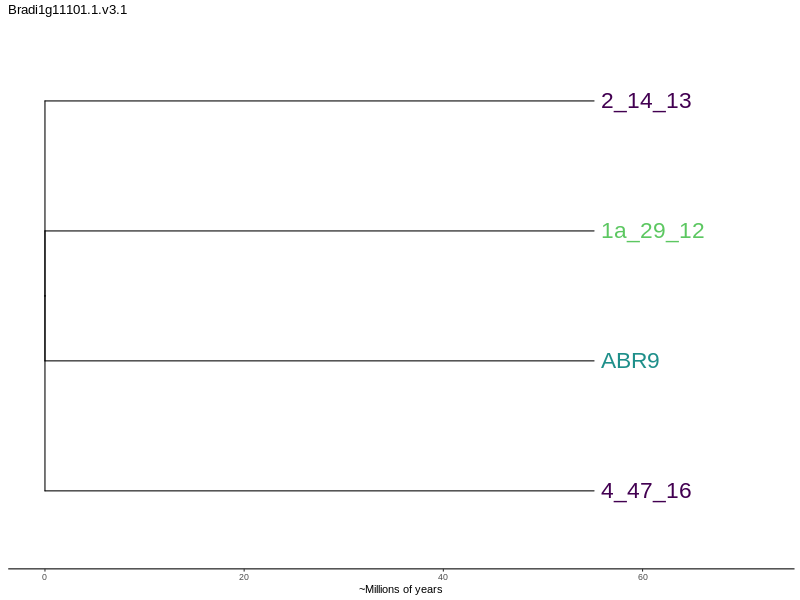 Bradi1g11101.1.v3.1
2_14_13
1a_29_12
ABR9
4_47_16
0 20 40 60
~Millions of years